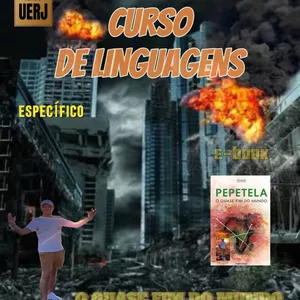 UERJ
CURSO
DE LINGUAGENS
ESPECÍFICO
E-BOOK
PEPETELA
O QUASE FIM DO MUNDO
O QUASE FIM DO MUNDO